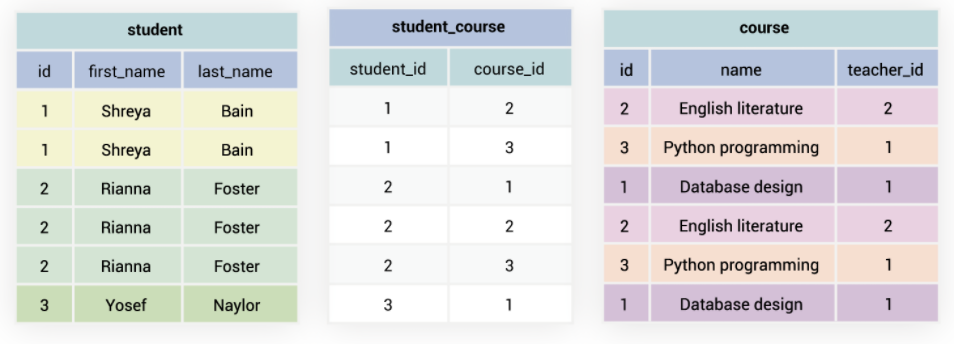 student student_course course
id first_name last_name student_id course_id id name teacher_id
1 Shreya Bain 1 2 2 English literature 2
1 Shreya Bain 1 3 3 Python programming 1
2 Rianna Foster 2 1 1 Database design 1
2 Rianna Foster 2 2 2 English literature 2
2 Rianna Foster 2 3 3 Python programming 1
3 Yosef Naylor 3 1 1 Database design 1